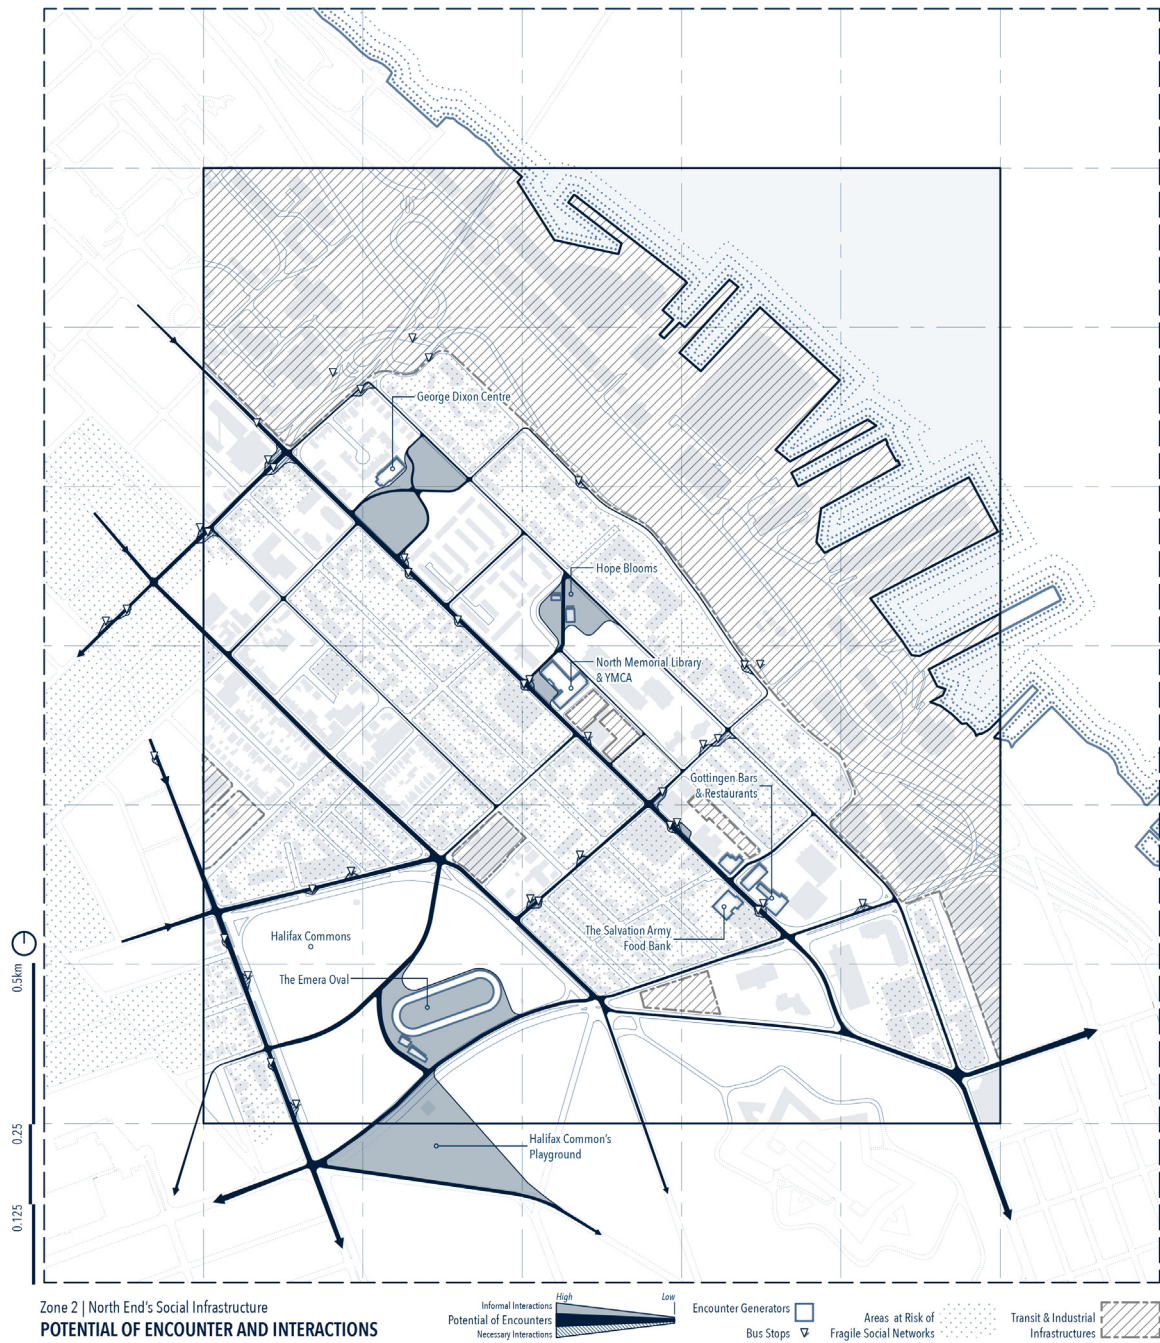 George Dixon Centre
Hope Blooms
North Memorial Library
& YMCA
Gottingen Bars
& Restaurants
The Salvation Army
Food Bank
Halifax Commons
The Emera Oval
Halifax Common's
Playground
0.5km
0.25
0.125
Zone 2 | North End's Social Infrastructure
POTENTIAL OF ENCOUNTER AND INTERACTIONS
High
Low
Informal Interactions
Potential of Encounters
Necessary Interactions
Encounter Generators
Bus Stops
Areas at Risk of
Fragile Social Networks
Transit & Industrial
Infrastructures